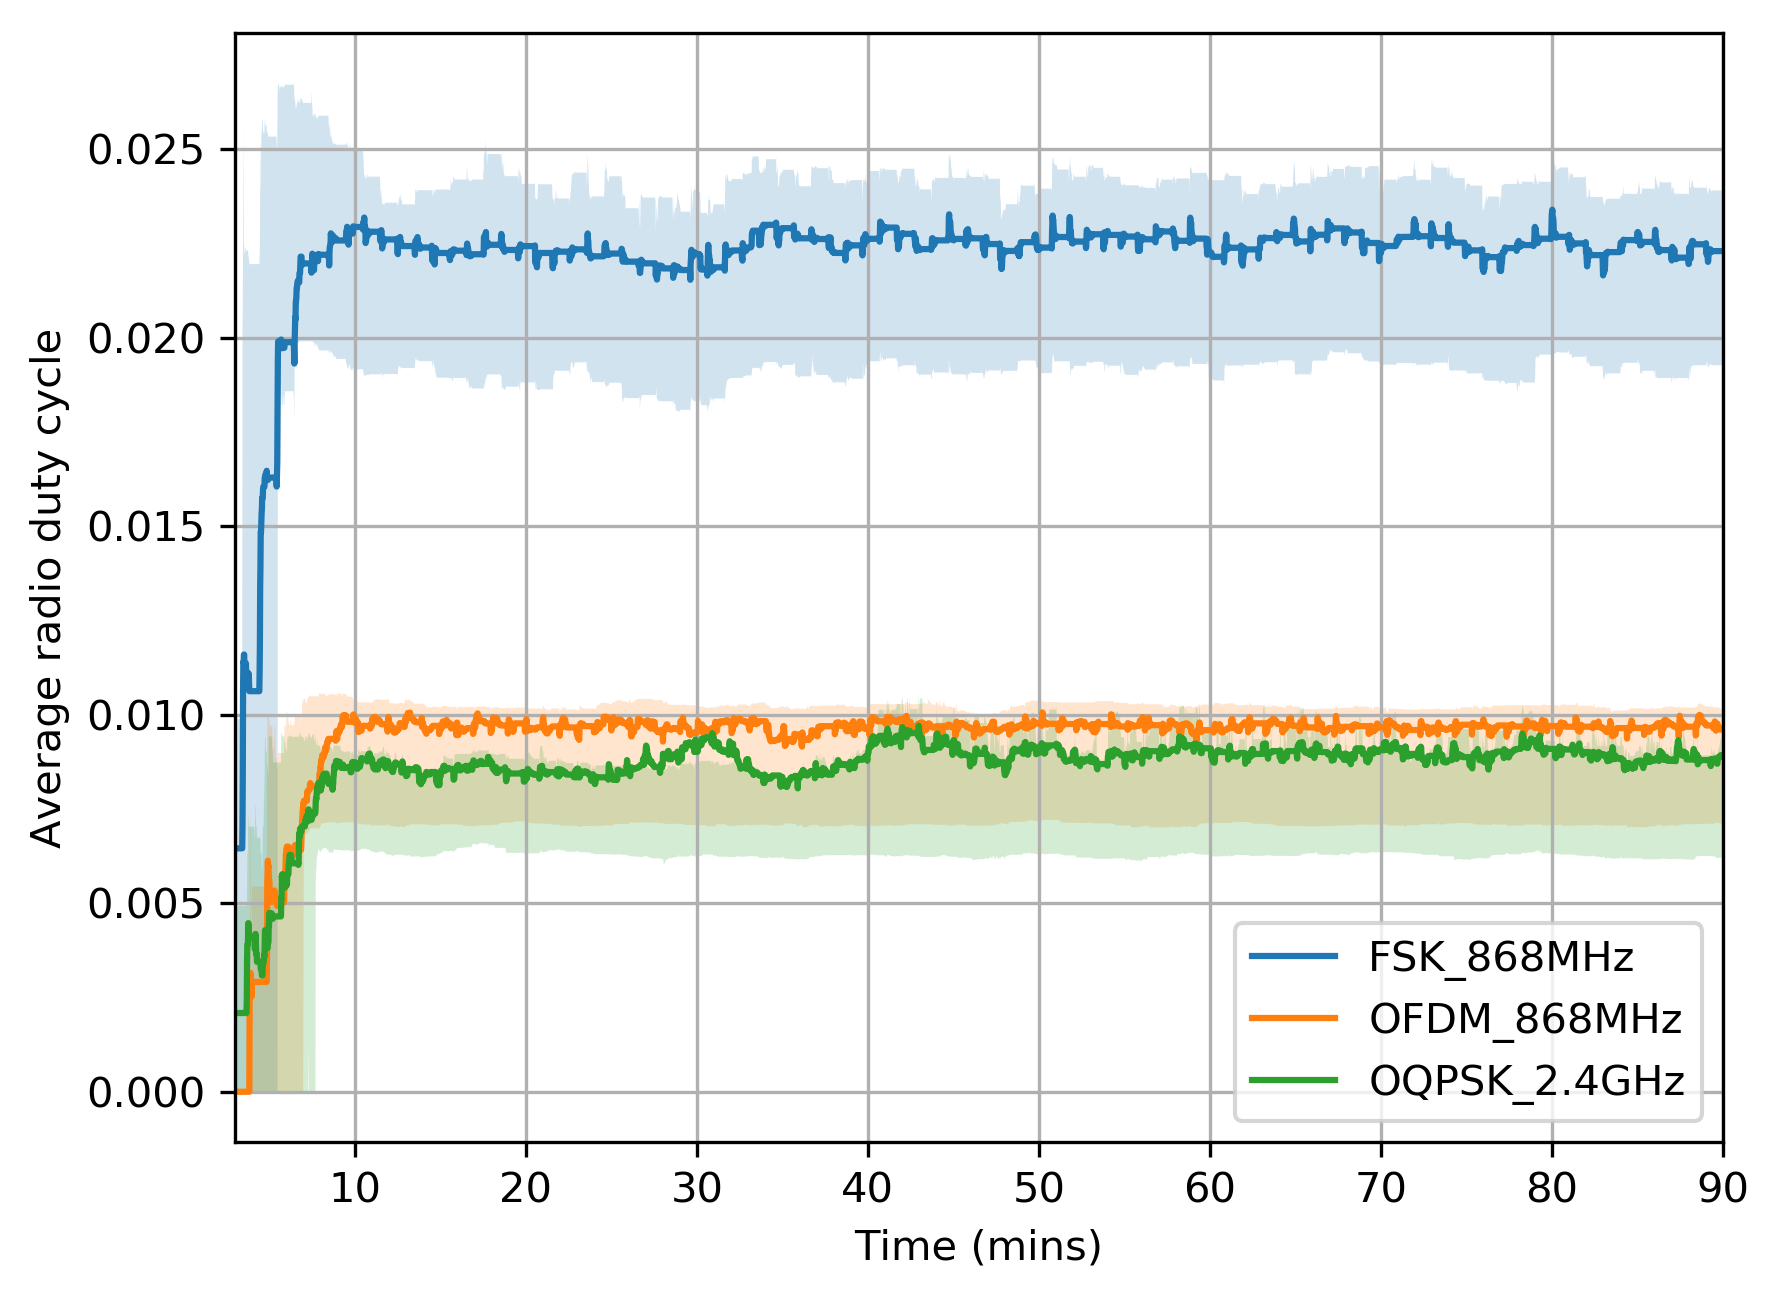 Average radio duty cycle
0.025
0.020
0.015
0.010
0.005
0.000
FSK_868MHz
OFDM_868MHz
OQPSK_2.4GHz
10 20 30 40 50 60 70 80 90
Time (mins)